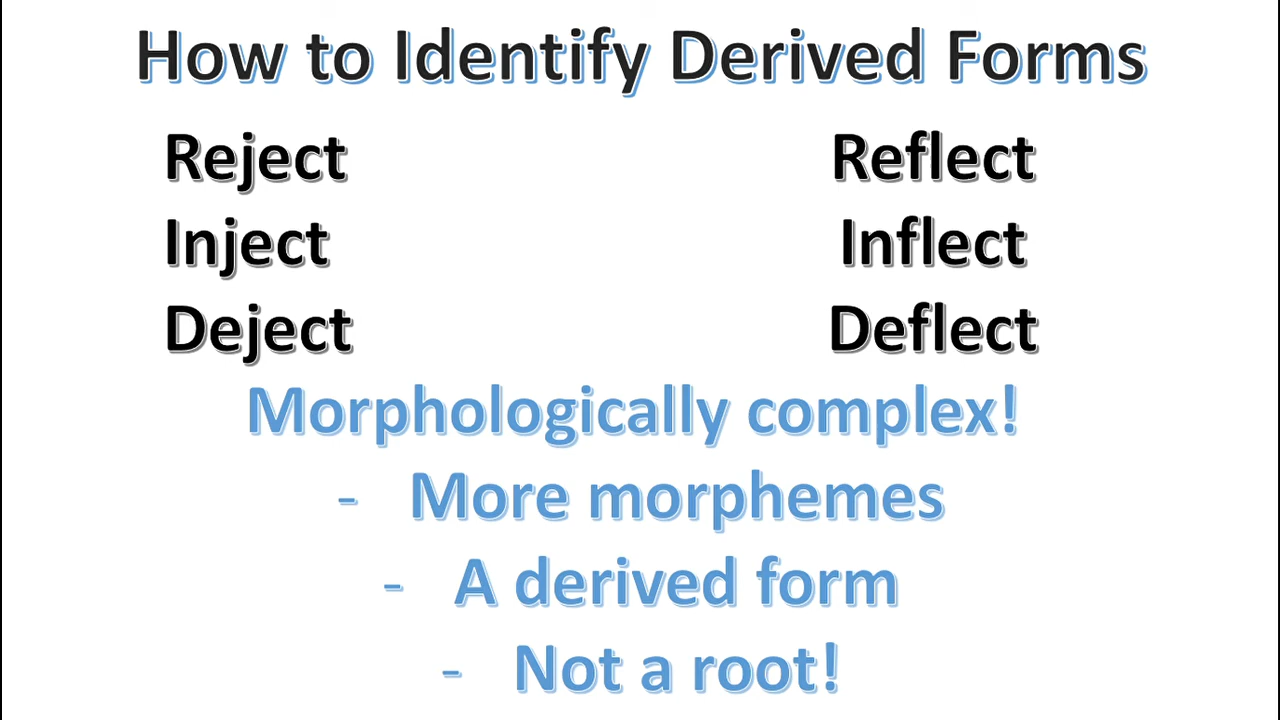 How to Identify Derived Forms
Reject Reflect
Inject Inflect
Deject Deflect
Morphologically complex!
- More morphemes
- A derived form
- Not a root!